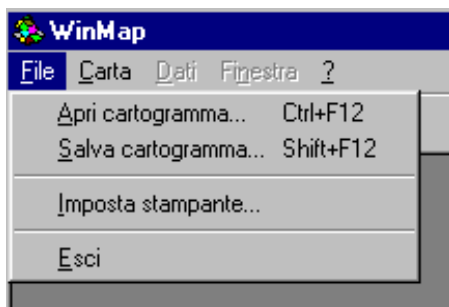 WinMap
File Carta Dati Finestra ?
Apri cartogramma... Ctrl+F12
Salva cartogramma... Shift+F12
Imposta stampante...
Esci